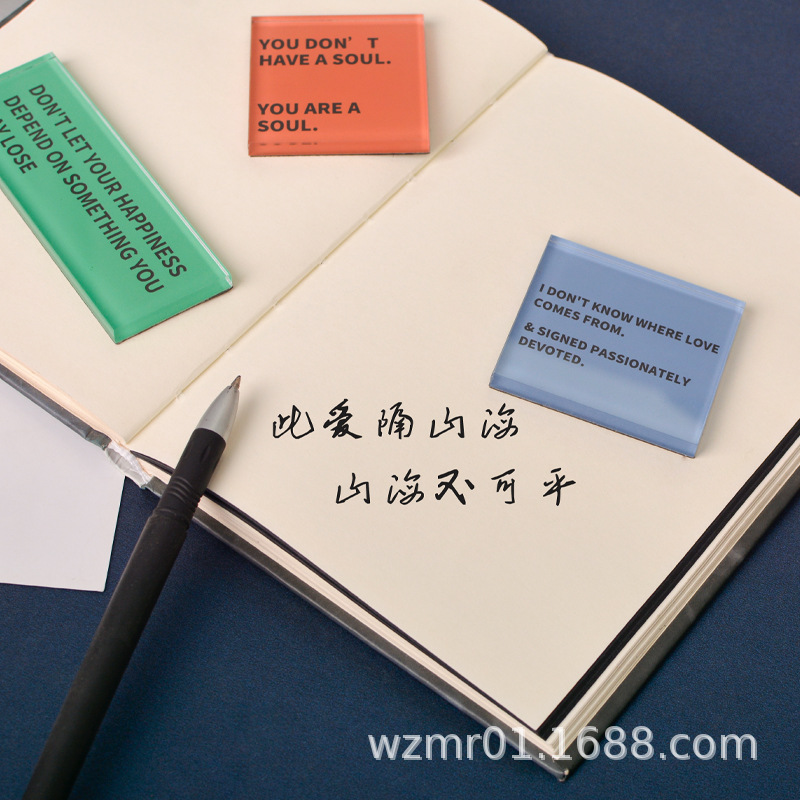 YOU DON'T
HAVE A SOUL.
YOU ARE A
SOUL.
DON'T LET YOUR HAPPINESS
DEPEND ON SOMETHING YOU
LOSE
I DON'T KNOW WHERE LOVE
COMES FROM.
& SIGNED PASSIONATELY
DEVOTED.
此爱隔山海
山海不可平
wzmr01.1688.com